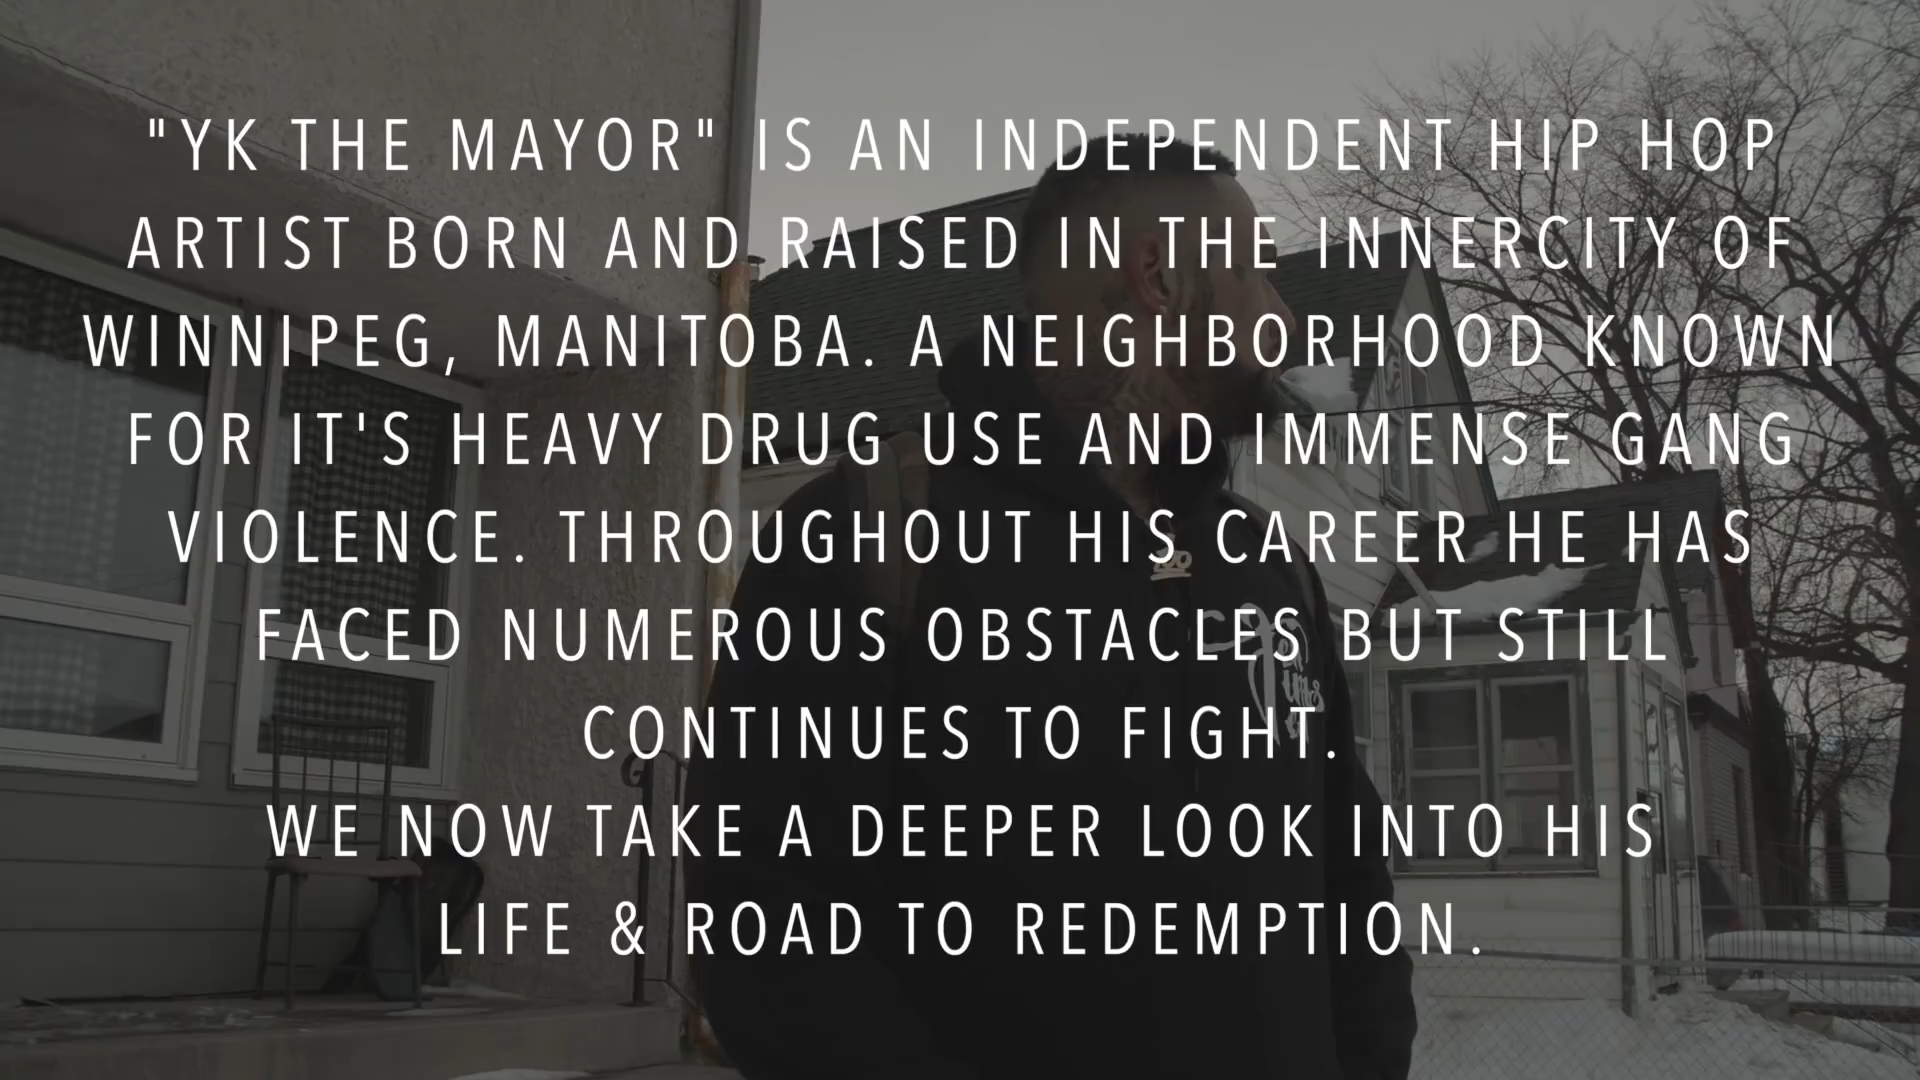 "YK THE MAYOR" IS AN INDEPENDENT HIP HOP
ARTIST BORN AND RAISED IN THE INNERCITY OF
WINNIPEG, MANITOBA. A NEIGHBORHOOD KNOWN
FOR IT'S HEAVY DRUG USE AND IMMENSE GANG
VIOLENCE. THROUGHOUT HIS CAREER HE HAS
FACED NUMEROUS OBSTACLES BUT STILL
CONTINUES TO FIGHT.
WE NOW TAKE A DEEPER LOOK INTO HIS
LIFE & ROAD TO REDEMPTION.